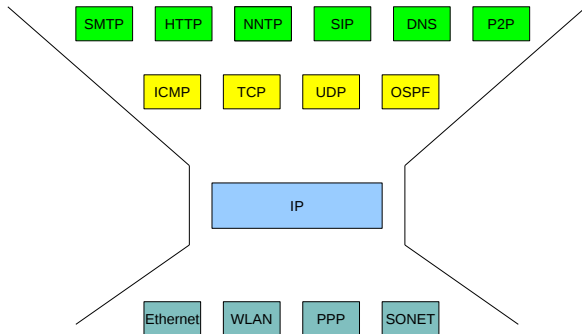 SMTP HTTP NNTP SIP DNS P2P
ICMP TCP UDP OSPF
IP
Ethernet WLAN PPP SONET